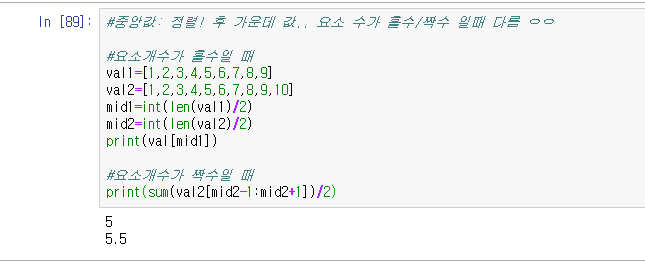 In [89]:
#중앙값: 정렬! 후 가운데 값.. 요소 수가 홀수/짝수 일때 다름 ㅇㅇ
#요소개수가 홀수일 때
val1=[1,2,3,4,5,6,7,8,9]
val2=[1,2,3,4,5,6,7,8,9,10]
mid1=int(len(val1)/2)
mid2=int(len(val2)/2)
print(val[mid1])
#요소개수가 짝수일 때
print(sum(val2[mid2-1:mid2+1])/2)
5
5.5